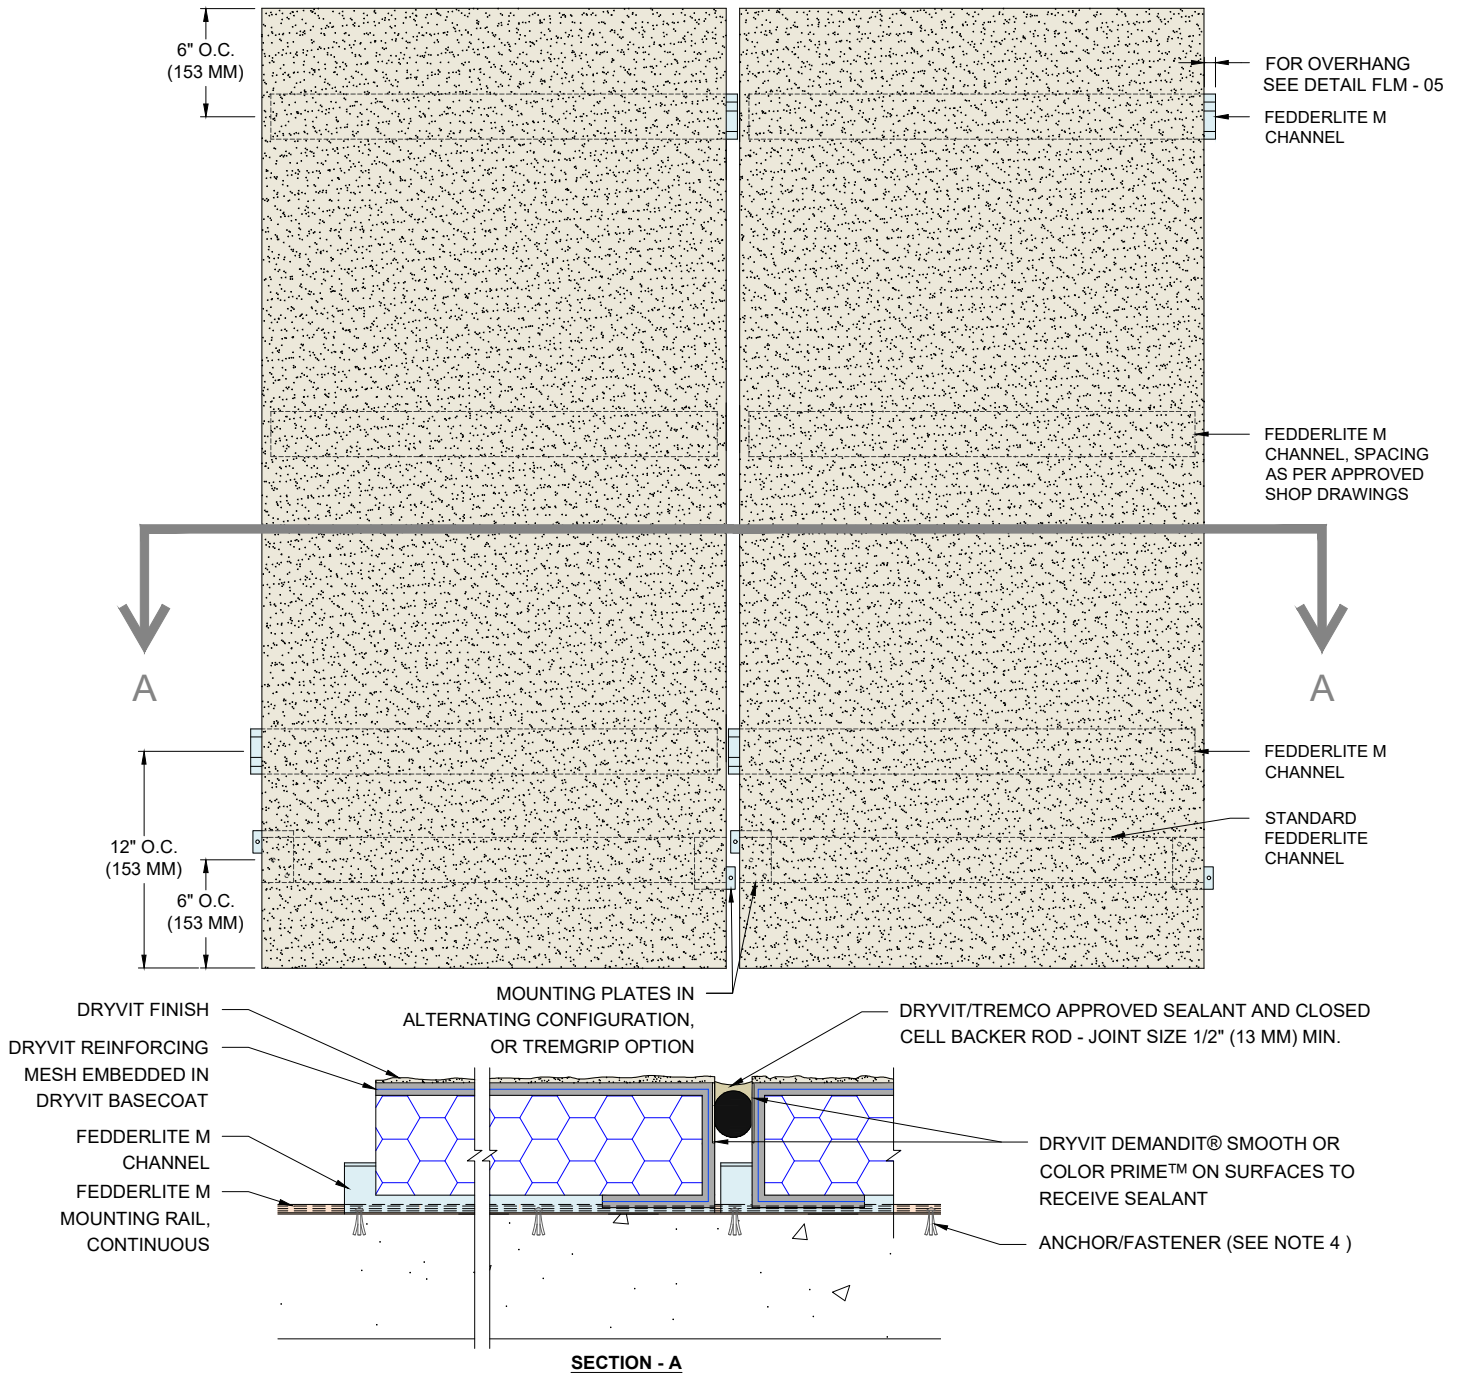 6" O.C.
(153 MM)
FOR OVERHANG
SEE DETAIL FLM - 05
FEDDERLITE M
CHANNEL
FEDDERLITE M
CHANNEL, SPACING
AS PER APPROVED
SHOP DRAWINGS
A
A
FEDDERLITE M
CHANNEL
STANDARD
FEDDERLITE
CHANNEL
12" O.C.
(153 MM)
6" O.C.
(153 MM)
MOUNTING PLATES IN
ALTERNATING CONFIGURATION,
OR TREMGRIP OPTION
DRYVIT FINISH
DRYVIT REINFORCING
MESH EMBEDDED IN
DRYVIT BASECOAT
FEDDERLITE M
CHANNEL
FEDDERLITE M
MOUNTING RAIL,
CONTINUOUS
DRYVIT/TREMCO APPROVED SEALANT AND CLOSED
CELL BACKER ROD - JOINT SIZE 1/2" (13 MM) MIN.
DRYVIT DEMANDIT® SMOOTH OR
COLOR PRIME™ ON SURFACES TO
RECEIVE SEALANT
ANCHOR/FASTENER (SEE NOTE 4 )
SECTION - A